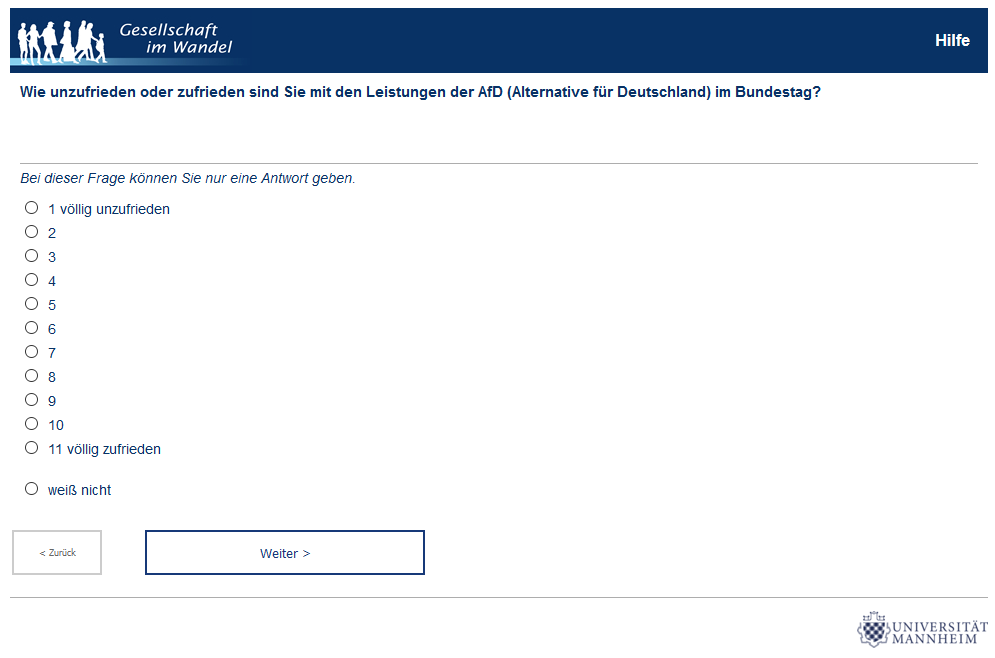 Gesellschaft
im Wandel
Hilfe
Wie unzufrieden oder zufrieden sind Sie mit den Leistungen der AfD (Alternative für Deutschland) im Bundestag?
Bei dieser Frage können Sie nur eine Antwort geben.
1 völlig unzufrieden
2
3
4
5
6
7
8
9
10
11 völlig zufrieden
weiß nicht
< Zurück
Weiter >
UNIVERSITÄT
MANNHEIM